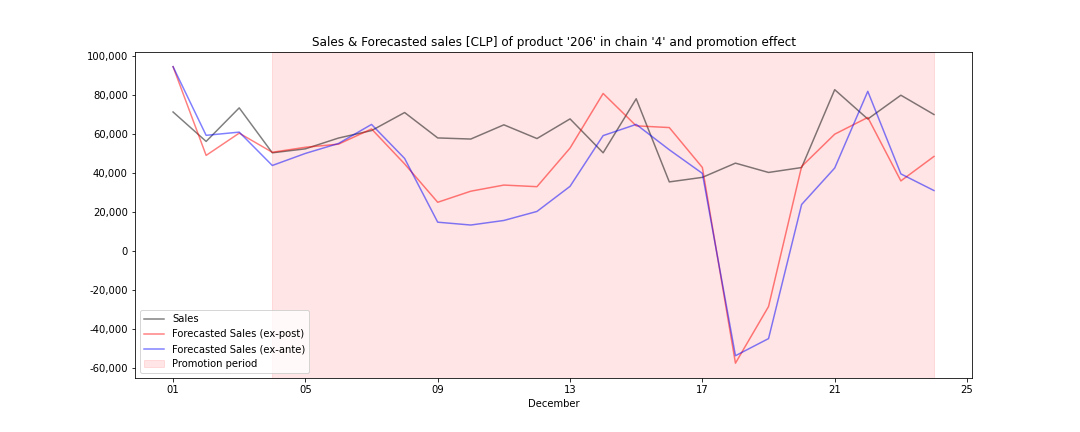 Sales & Forecasted sales [CLP] of product '206' in chain '4' and promotion effect
100,000
80,000
60,000
40,000
20,000
0
-20,000
-40,000
-60,000
Sales
Forecasted Sales (ex-post)
Forecasted Sales (ex-ante)
Promotion period
01 05 09 13 17 21 25
December